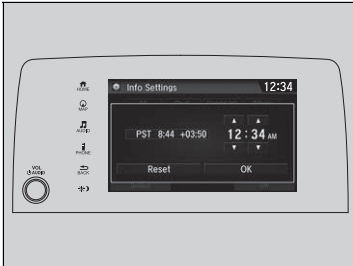 Info Settings 12:34
HOME
MAP
AUDIO
PHONE
BACK
PST 8:44 +03:50 12 : 34 AM
Reset OK
VOL
AUDIO